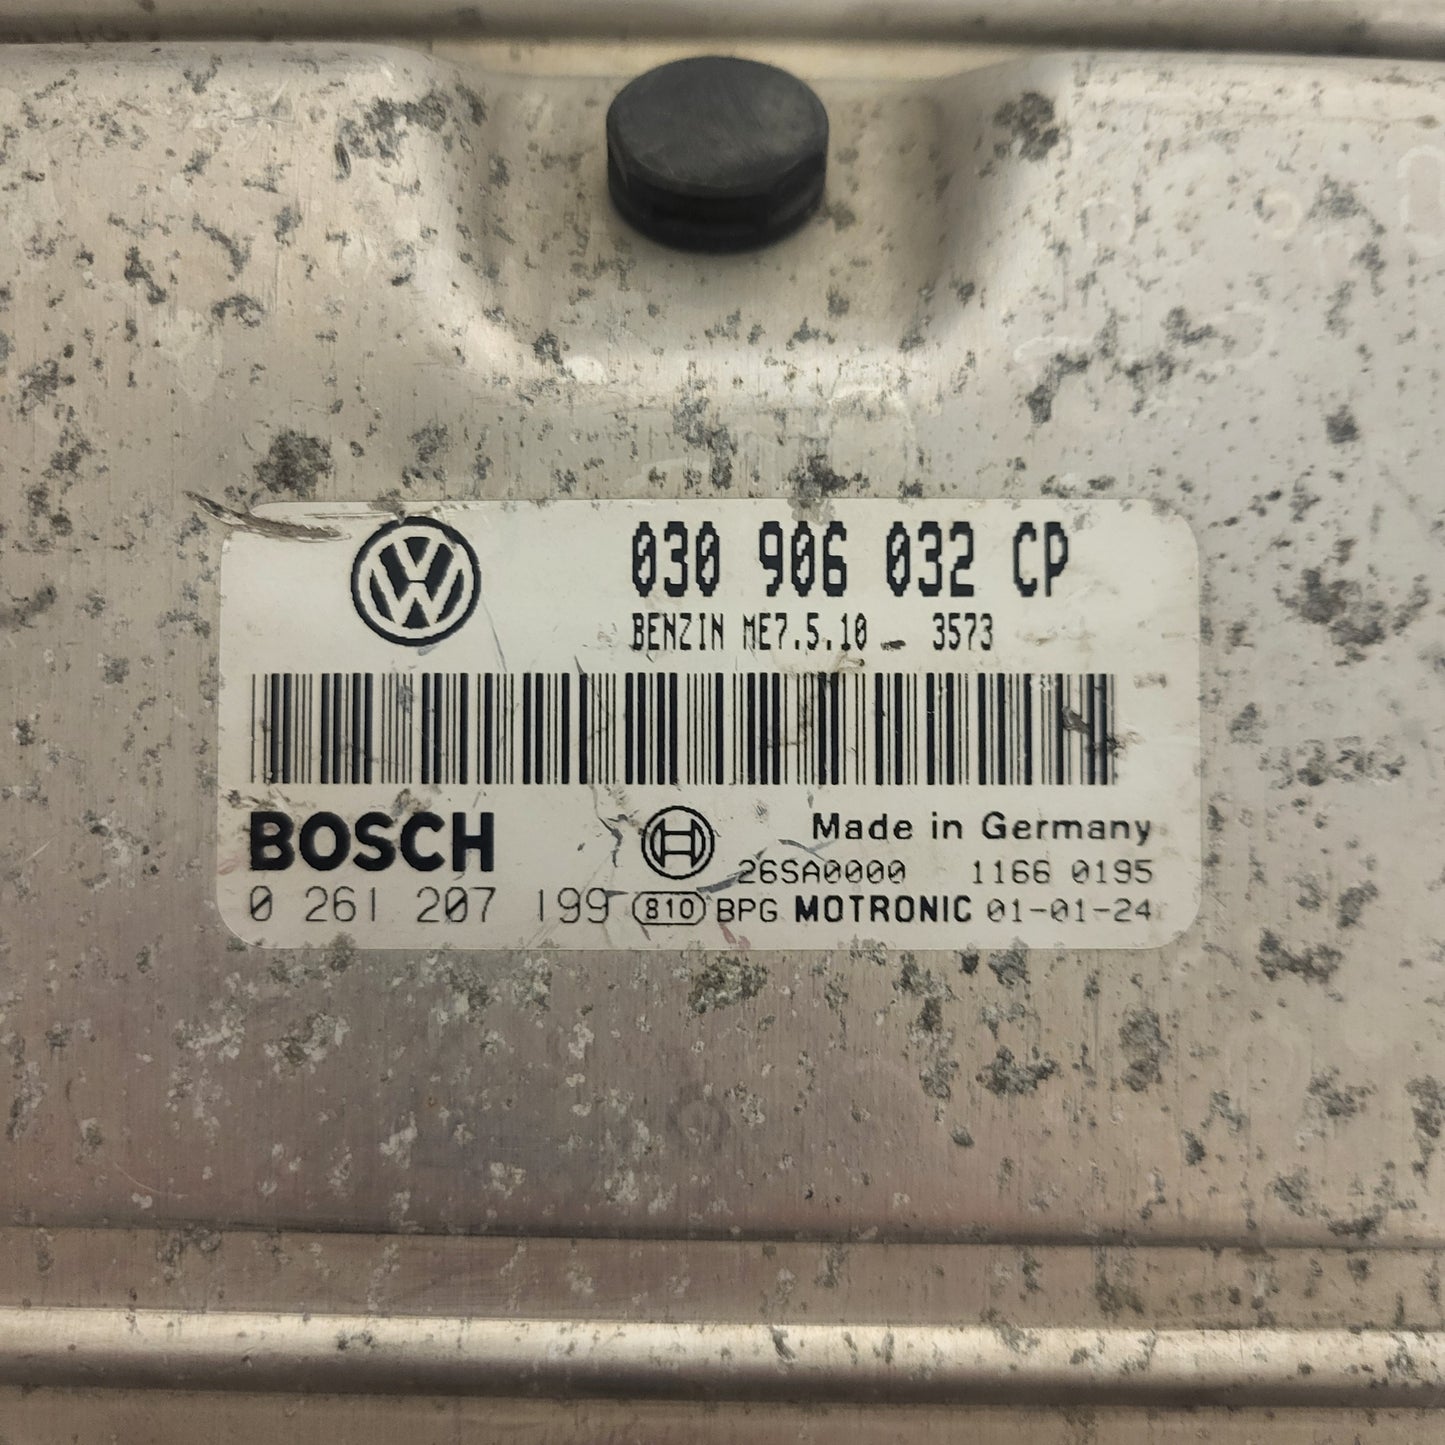 030 906 032 CP
BENZIN ME7.5.10 3573
BOSCH
Made in Germany
26SA0000 1166 0195
0 261 207 199 810 BPG MOTRONIC 01-01-24